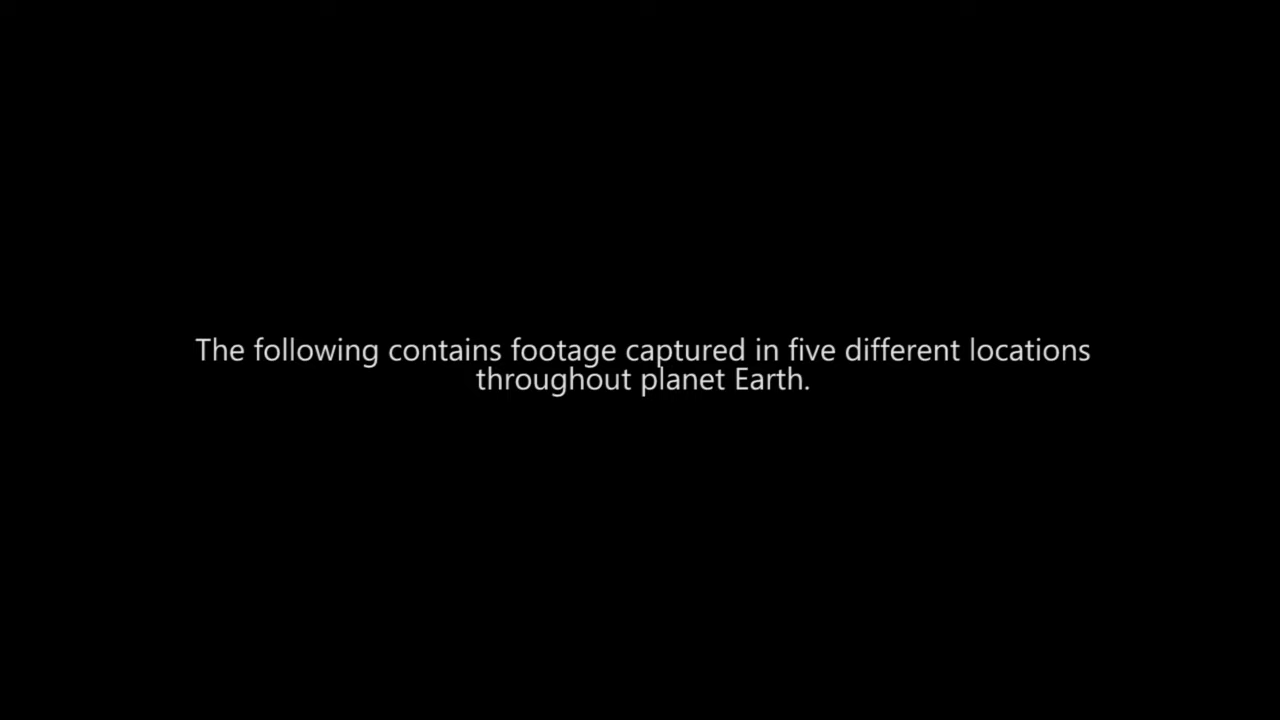 The following contains footage captured in five different locations
throughout planet Earth.